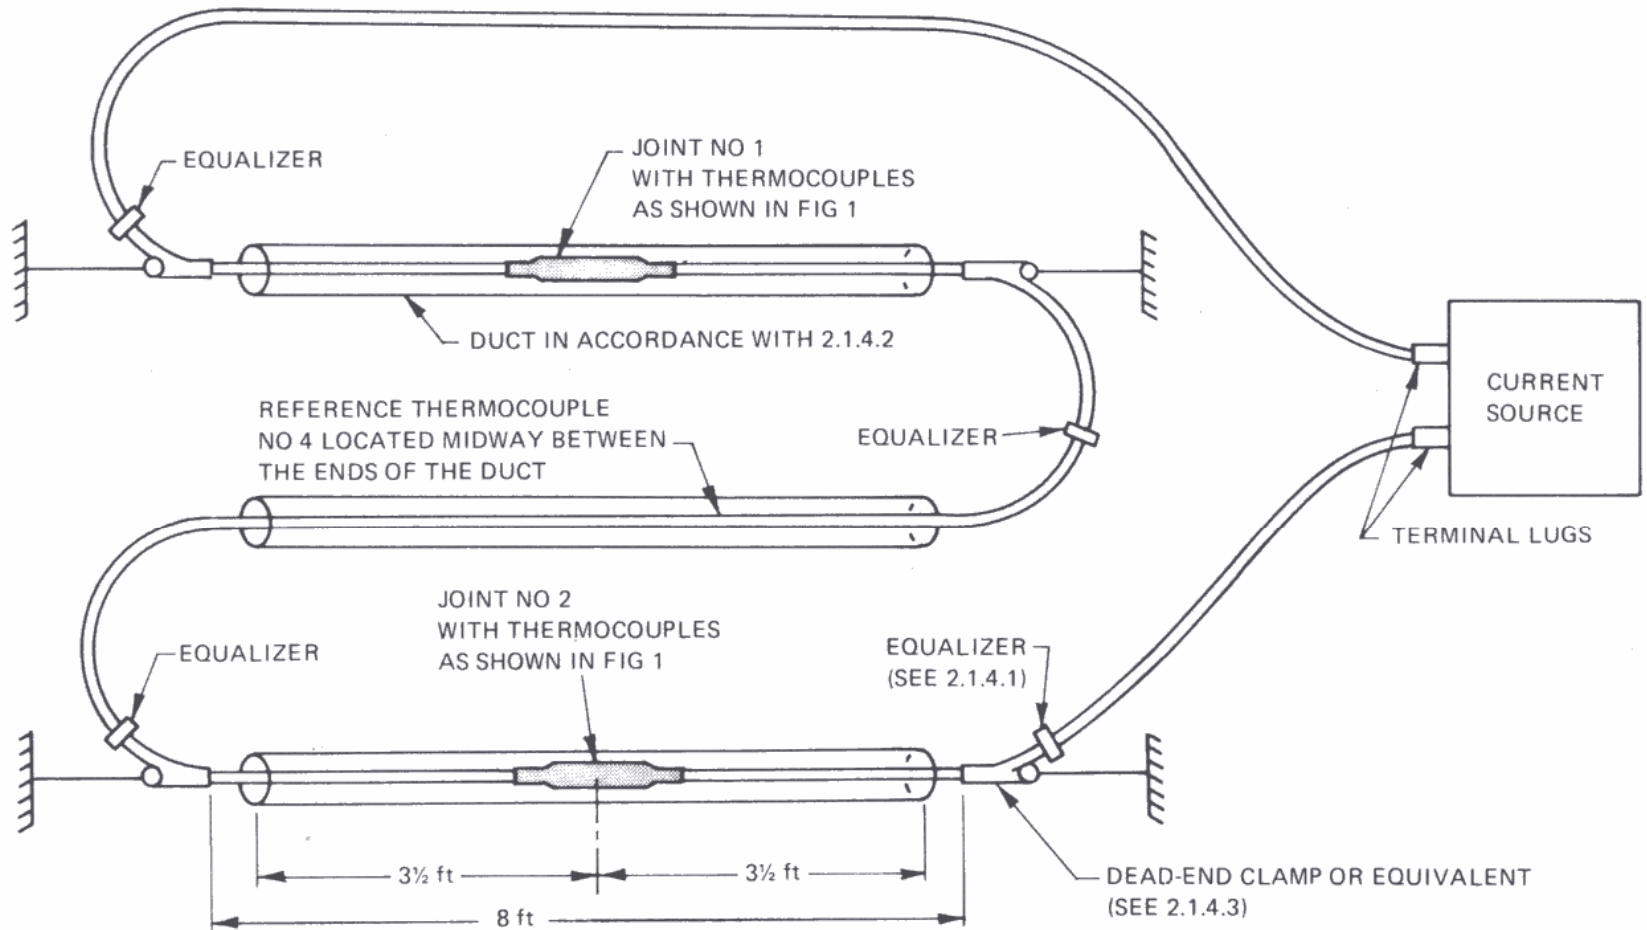 EQUALIZER
JOINT NO 1
WITH THERMOCOUPLES
AS SHOWN IN FIG 1
DUCT IN ACCORDANCE WITH 2.1.4.2
CURRENT
SOURCE
REFERENCE THERMOCOUPLE
NO 4 LOCATED MIDWAY BETWEEN
THE ENDS OF THE DUCT
EQUALIZER
TERMINAL LUGS
JOINT NO 2
WITH THERMOCOUPLES
AS SHOWN IN FIG 1
EQUALIZER
EQUALIZER
(SEE 2.1.4.1)
3½ ft
3½ ft
8 ft
DEAD-END CLAMP OR EQUIVALENT
(SEE 2.1.4.3)